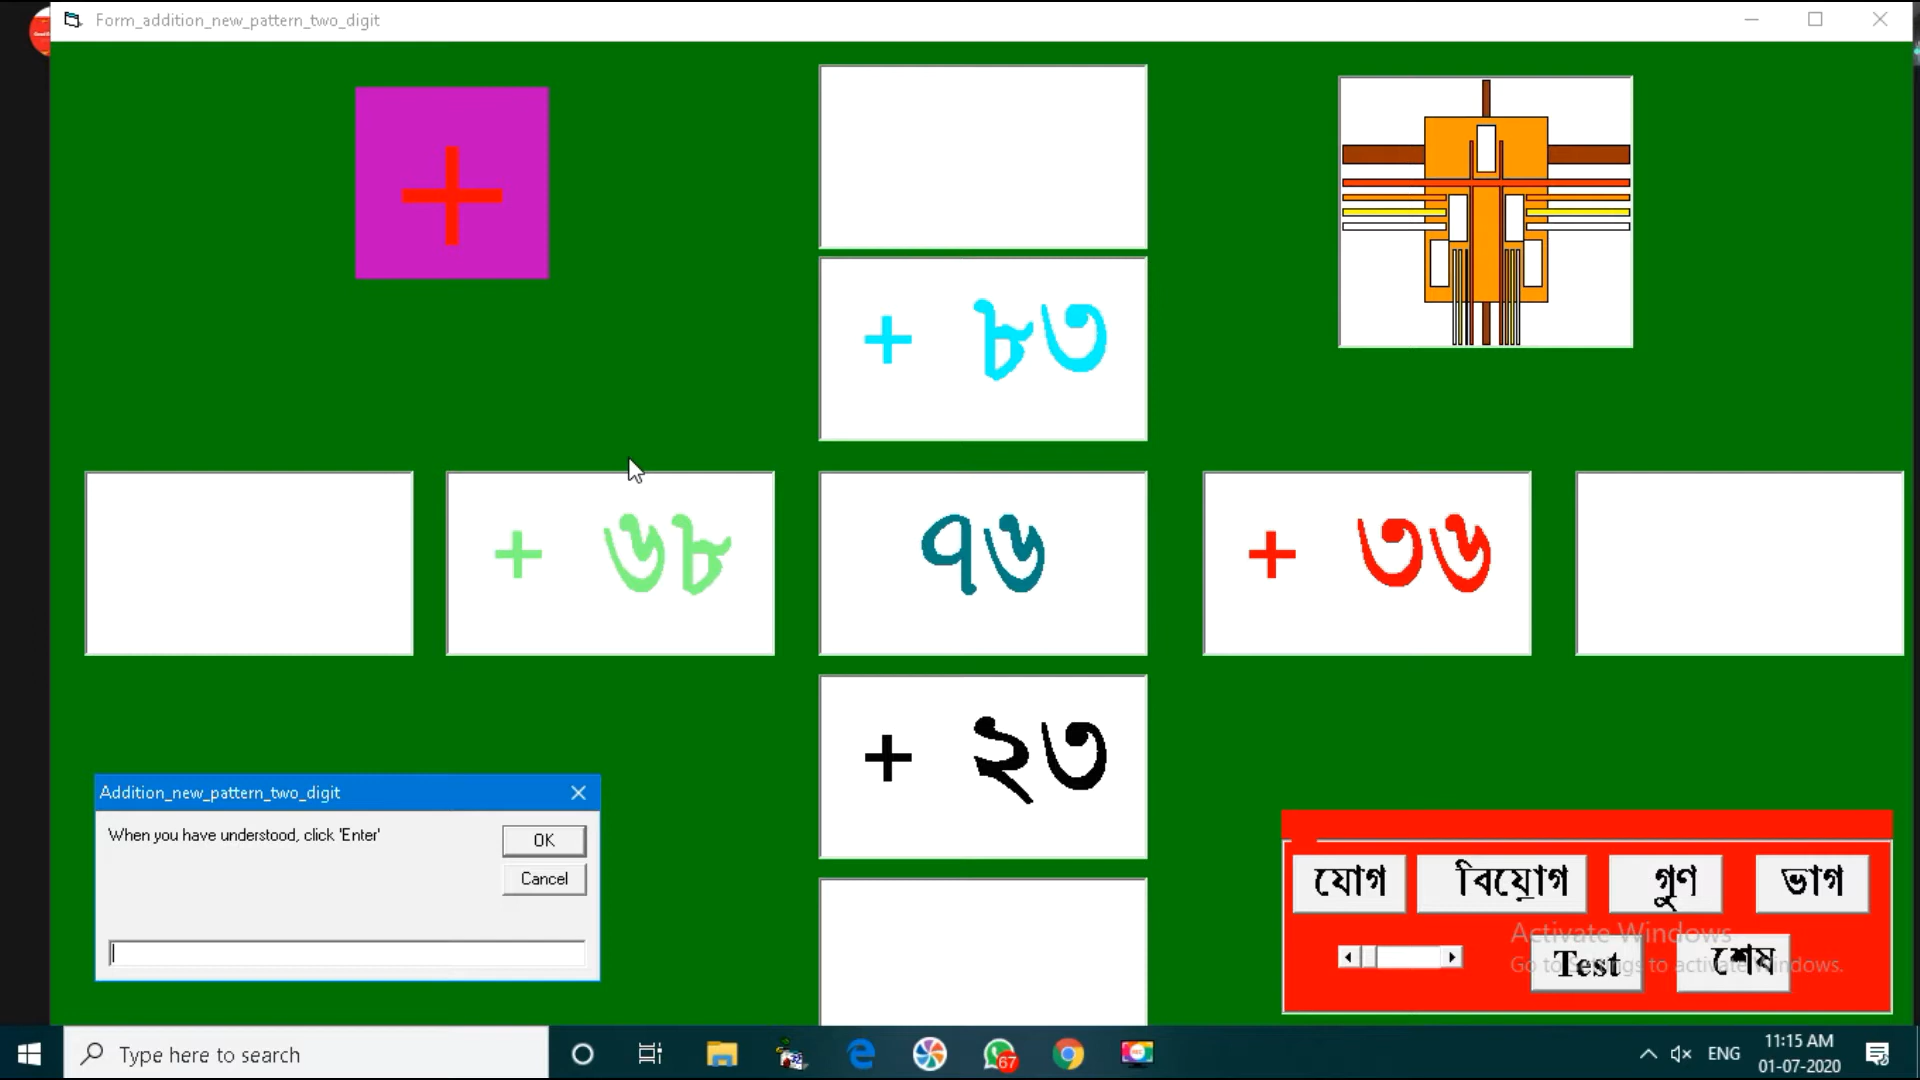 Form_addition_new_pattern_two_digit
+
+ ৮৩
+ ৬৮
৭৬
+ ৩৬
+ ২৩
Addition_new_pattern_two_digit
When you have understood, click 'Enter'
OK
Cancel
যোগ
বিয়োগ
গুণ
ভাগ
Activate Windows
Go to Settings to activate Windows.
Test
শেষ
Type here to search
67
ENG
11:15 AM
01-07-2020